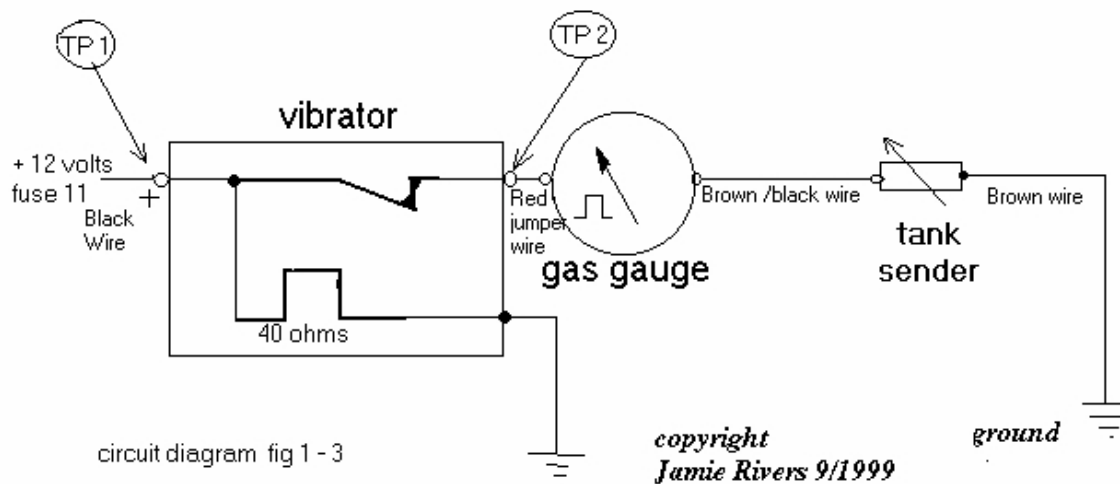 TP 1
TP 2
vibrator
+ 12 volts
fuse 11
+
Black
Wire
Red
jumper
wire
gas gauge
Brown /black wire
tank
sender
Brown wire
40 ohms
circuit diagram fig 1 - 3
copyright
Jamie Rivers 9/1999
ground